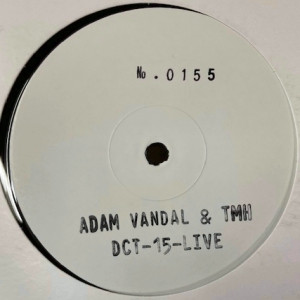 No.0155
ADAM VANDAL & TMH
DCT-15-LIVE